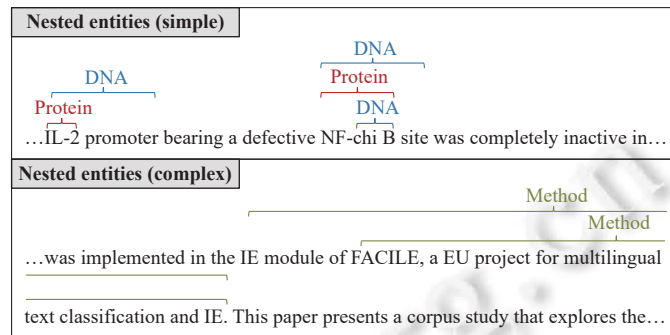 Nested entities (simple)
DNA
DNA
Protein
Protein
DNA
…IL-2 promoter bearing a defective NF-chi B site was completely inactive in…
Nested entities (complex)
Method
Method
…was implemented in the IE module of FACILE, a EU project for multilingual
text classification and IE. This paper presents a corpus study that explores the…